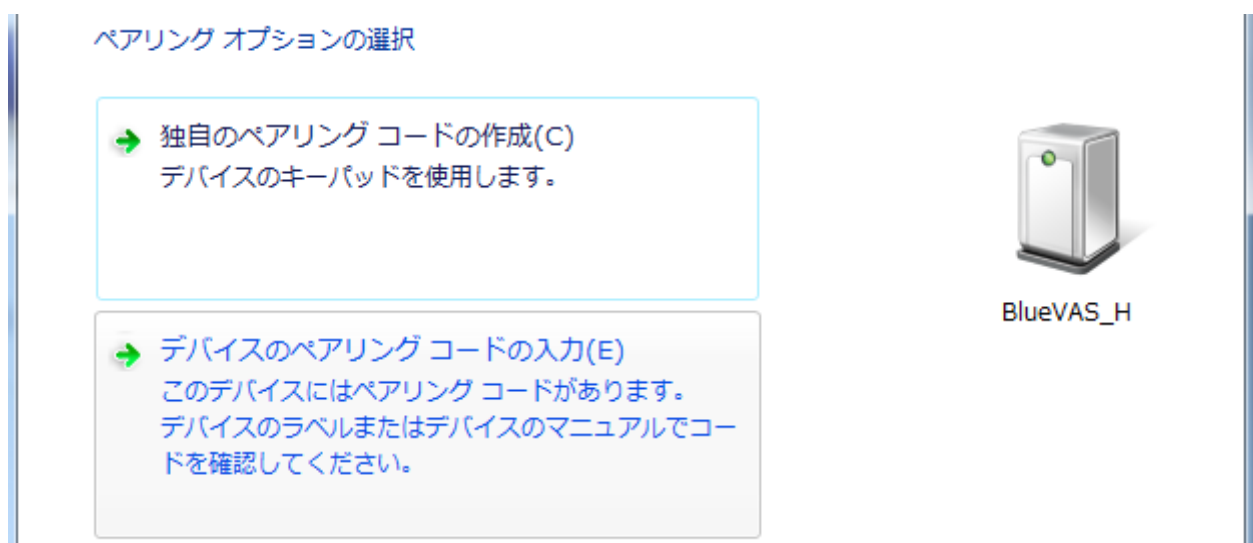 ペアリング オプションの選択
独自のペアリング コードの作成(C)
デバイスのキーパッドを使用します。
BlueVAS_H
デバイスのペアリング コードの入力(E)
このデバイスにはペアリング コードがあります。
デバイスのラベルまたはデバイスのマニュアルでコー
ドを確認してください。